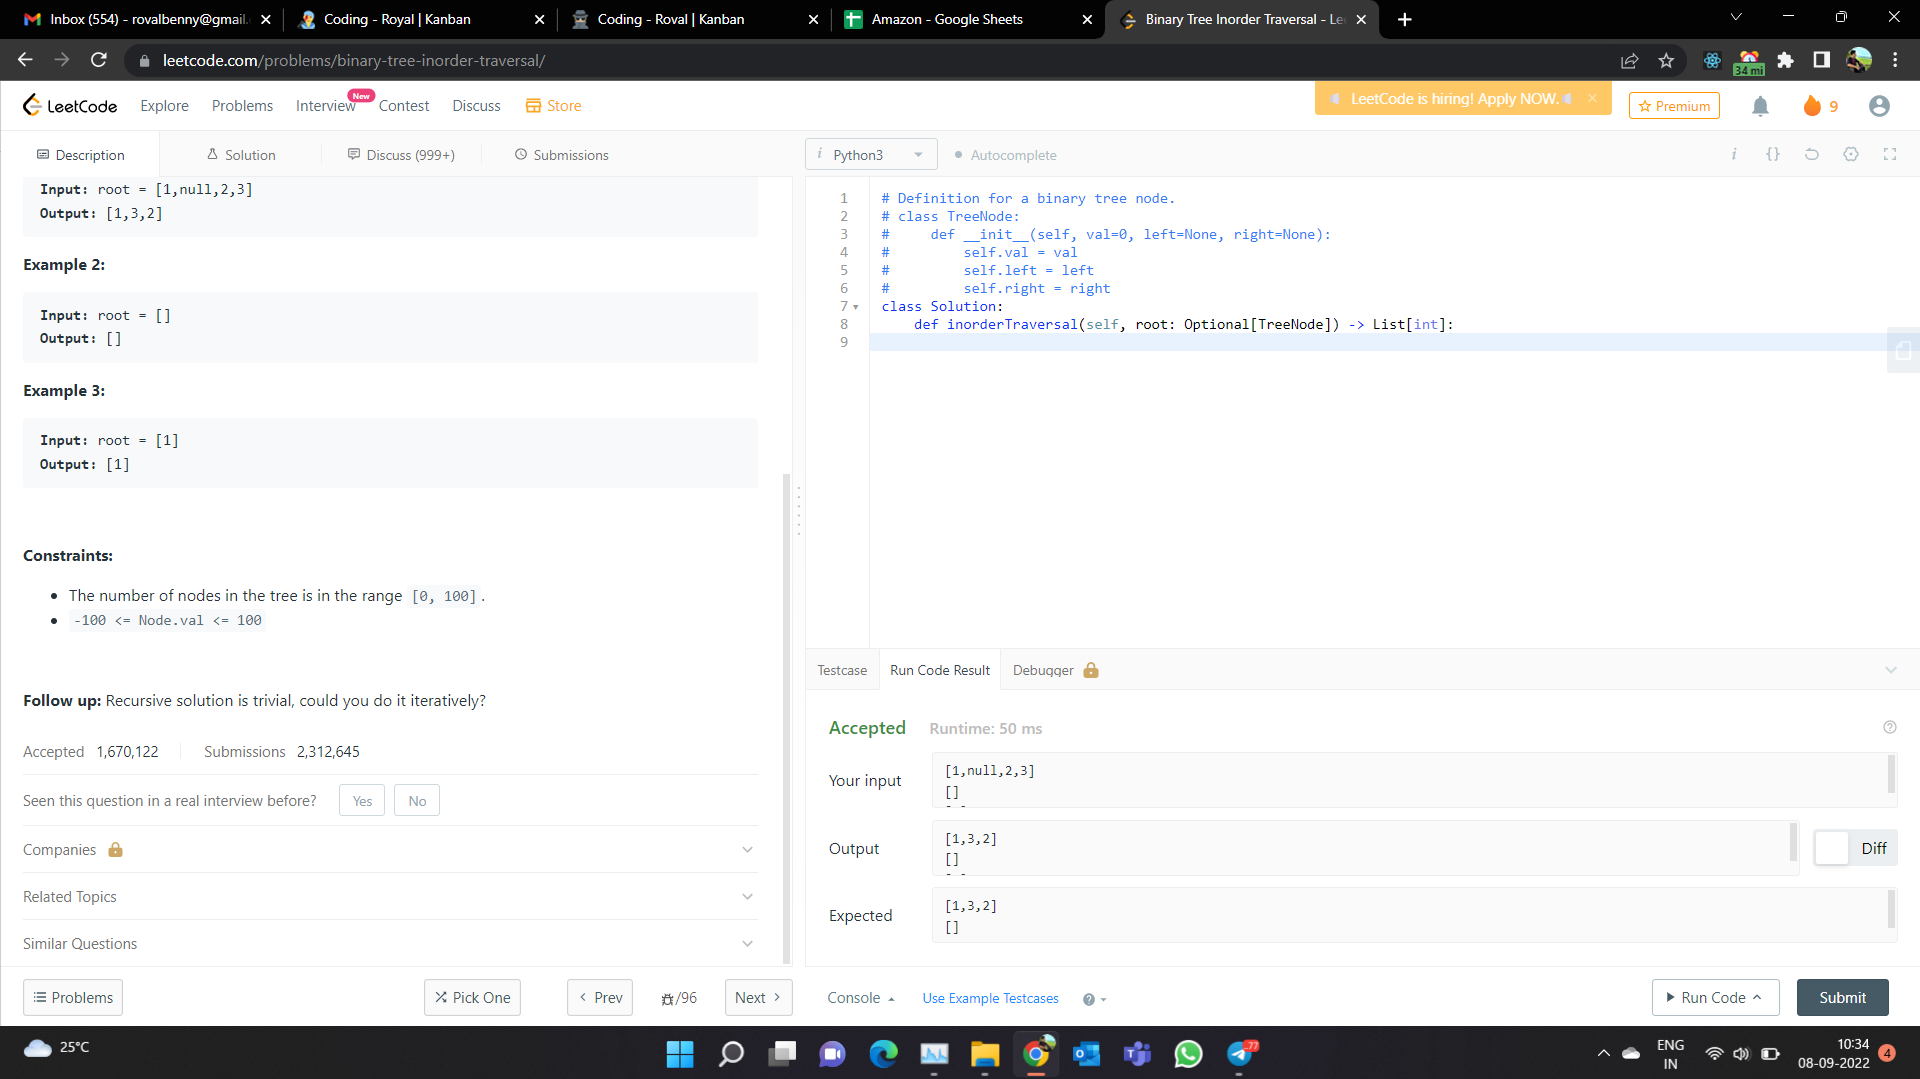 Inbox (554) - rovalbenny@gmail.
Coding - Royal | Kanban
Coding - Roval | Kanban
Amazon - Google Sheets
Binary Tree Inorder Traversal - Le
leetcode.com/problems/binary-tree-inorder-traversal/
34 mi
LeetCode
Explore
Problems
Interview
New
Contest
Discuss
Store
LeetCode is hiring! Apply NOW.
Premium
9
Description
Solution
Discuss (999+)
Submissions
Input: root = [1,null,2,3]
Output: [1,3,2]
Example 2:
Input: root = []
Output: []
Example 3:
Input: root = [1]
Output: [1]
Constraints:
• The number of nodes in the tree is in the range [0, 100].
• -100 <= Node.val <= 100
Follow up: Recursive solution is trivial, could you do it iteratively?
Accepted 1,670,122 Submissions 2,312,645
Seen this question in a real interview before? Yes No
Companies
Related Topics
Similar Questions
Problems
Pick One
< Prev
/96
Next >
i Python3
Autocomplete
i {}
1 # Definition for a binary tree node.
2 # class TreeNode:
3 #     def __init__(self, val=0, left=None, right=None):
4 #         self.val = val
5 #         self.left = left
6 #         self.right = right
7 class Solution:
8     def inorderTraversal(self, root: Optional[TreeNode]) -> List[int]:
9
Testcase
Run Code Result
Debugger
Accepted Runtime: 50 ms
Your input
[1,null,2,3]
[]
Output
[1,3,2]
[]
Diff
Expected
[1,3,2]
[]
Console
Use Example Testcases
Run Code
Submit
25°C
77
ENG
IN
10:34
08-09-2022
4